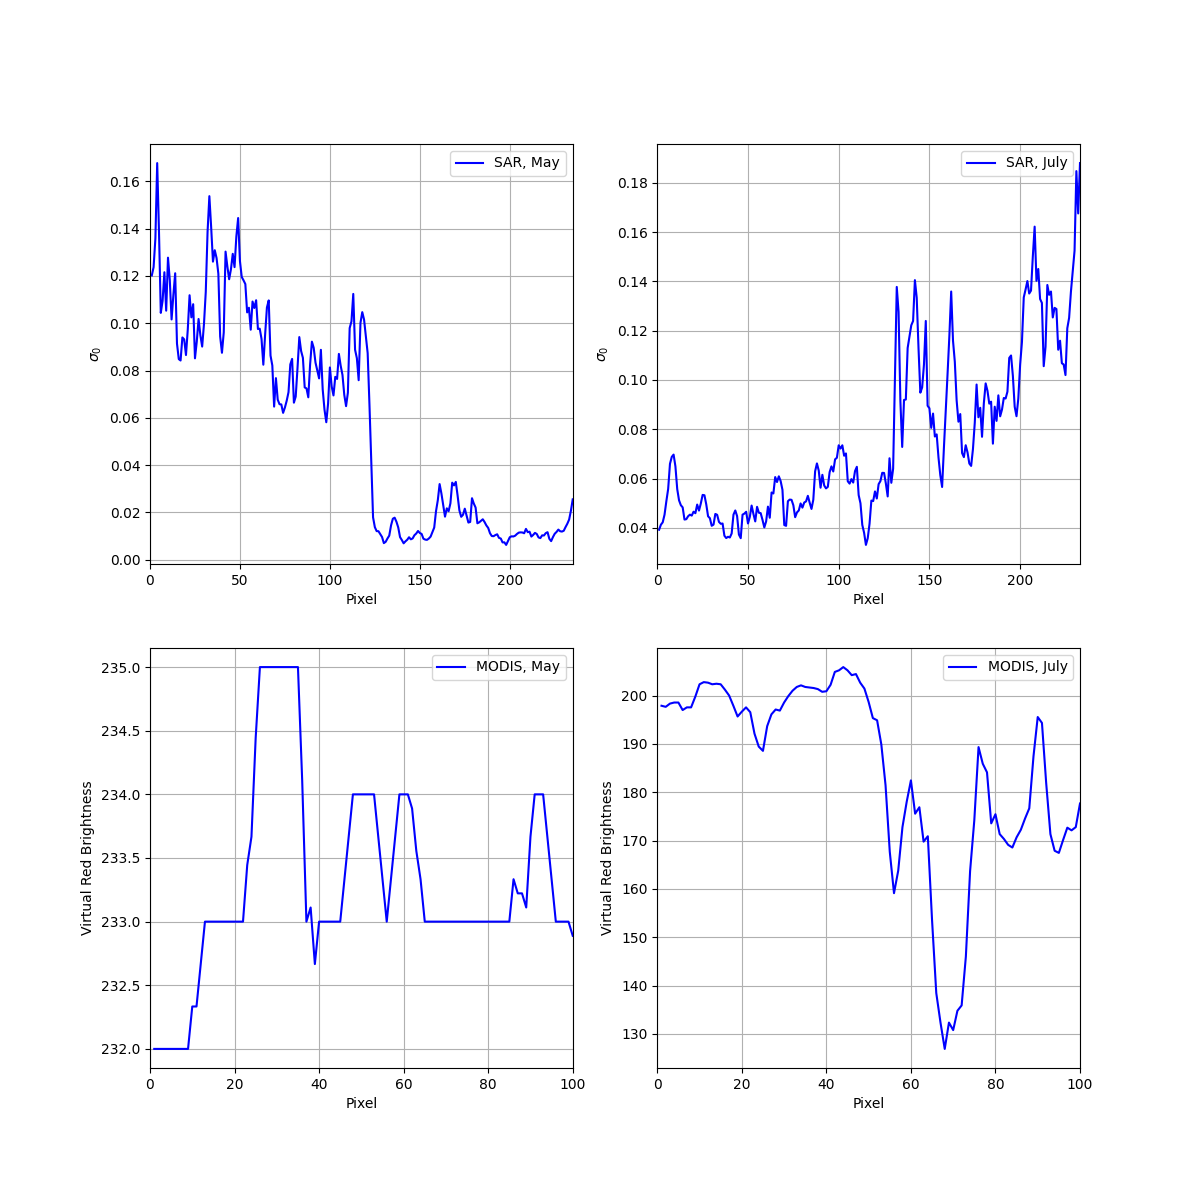 SAR, May
0.16
0.14
0.12
0.10
0.08
0.06
0.04
0.02
0.00
σ0
0 50 100 150 200
Pixel
SAR, July
0.18
0.16
0.14
0.12
0.10
0.08
0.06
0.04
σ0
0 50 100 150 200
Pixel
MODIS, May
235.0
234.5
234.0
233.5
233.0
232.5
232.0
Virtual Red Brightness
0 20 40 60 80 100
Pixel
MODIS, July
200
190
180
170
160
150
140
130
Virtual Red Brightness
0 20 40 60 80 100
Pixel